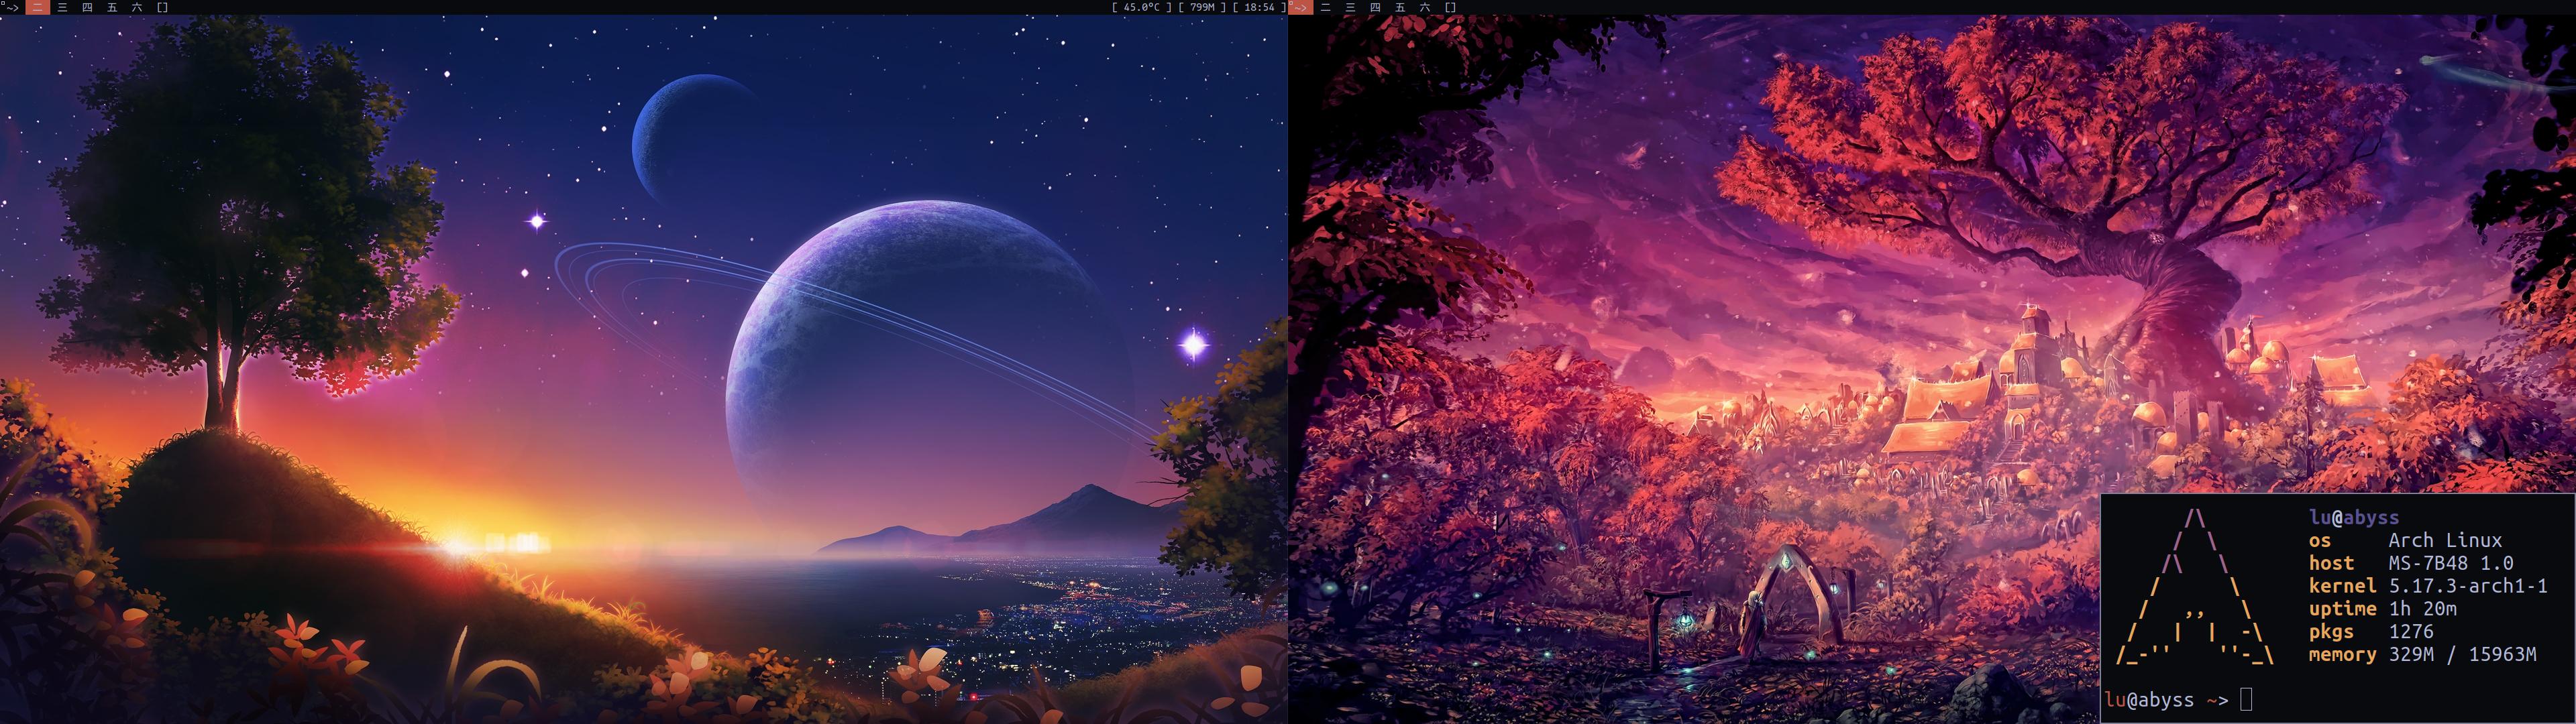 ~> 二 三 四 五 六 []
[ 45.0°C ] [ 799M ] [ 18:54 ]
~> 二 三 四 五 六 []
lu@abyss
os Arch Linux
host MS-7B48 1.0
kernel 5.17.3-arch1-1
uptime 1h 20m
pkgs 1276
memory 329M / 15963M
lu@abyss ~>